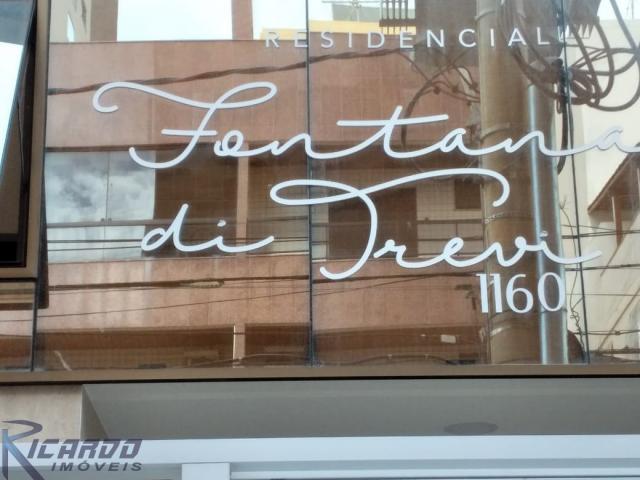 RESIDENCIAL
Fontana
di Trevi
1160
RICARDO
IMÓVEIS